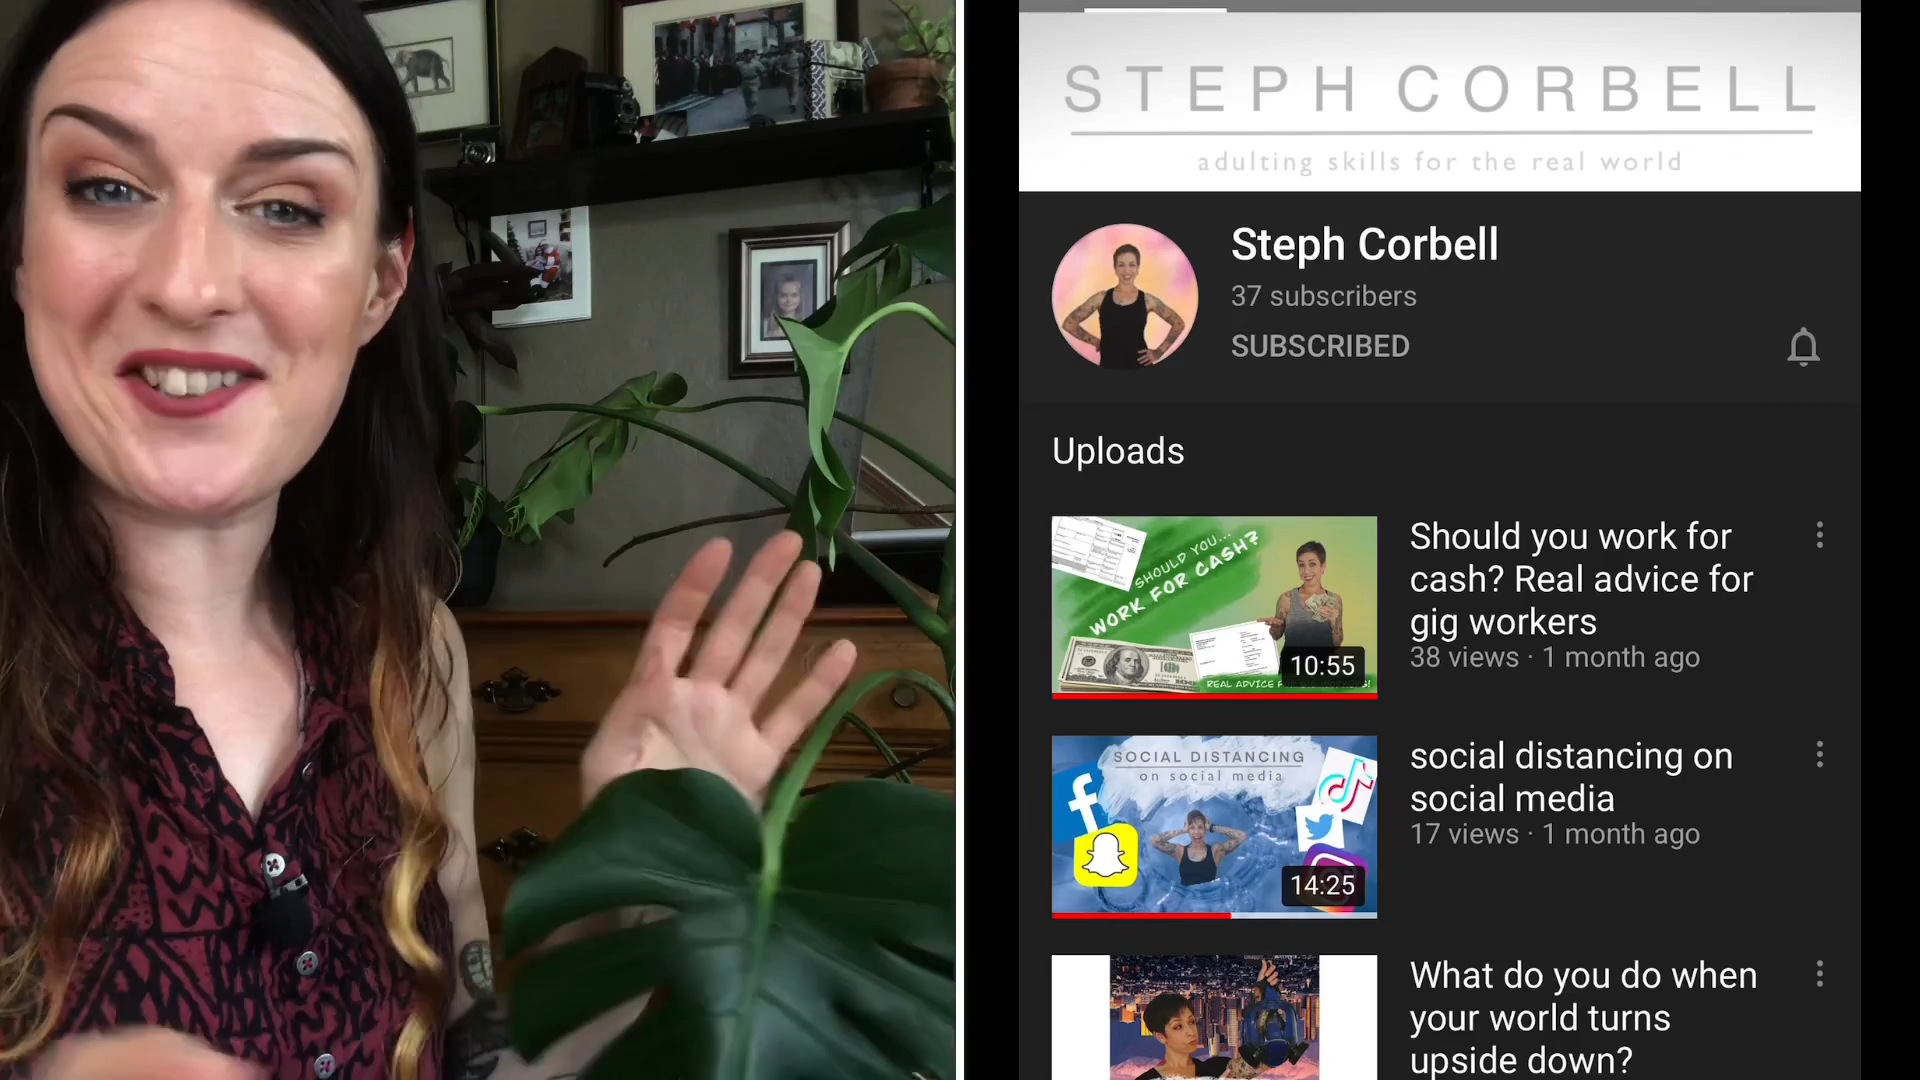 STEPH CORBELL
adulting skills for the real world
Steph Corbell
37 subscribers
SUBSCRIBED
Uploads
SHOULD YOU...
WORK FOR CASH?
REAL ADVICE F
10:55
Should you work for
cash? Real advice for
gig workers
38 views · 1 month ago
SOCIAL DISTANCING
on social media
14:25
social distancing on
social media
17 views · 1 month ago
What do you do when
your world turns
upside down?